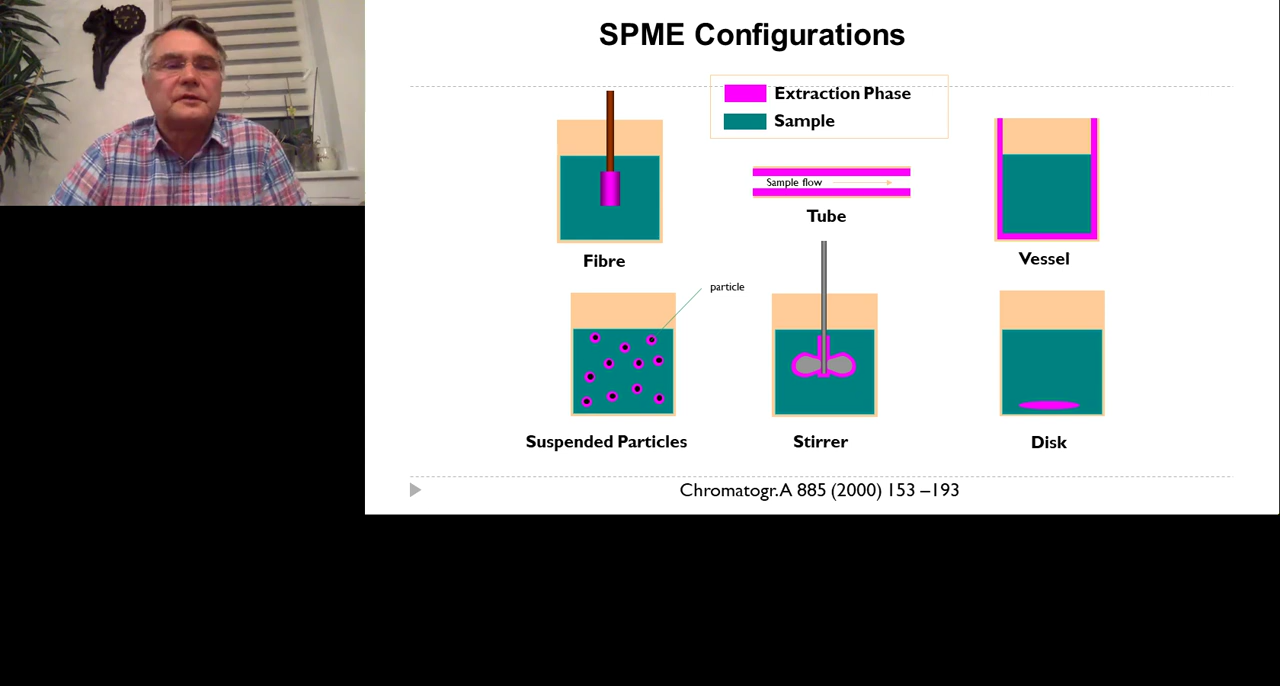 SPME Configurations
Extraction Phase
Sample
Sample flow
Tube
Fibre
Vessel
particle
Suspended Particles
Stirrer
Disk
Chromatogr.A 885 (2000) 153 –193